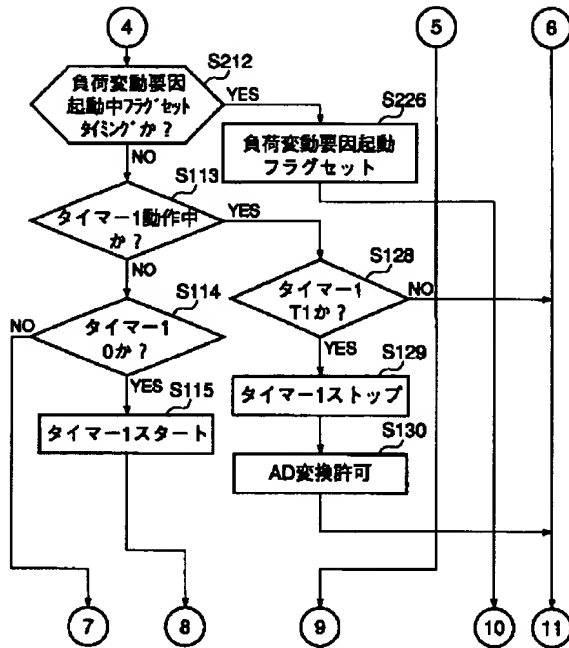 4
5
6
S212
負荷変動要因
起動中フラグセット
タイミングか？
YES
S226
負荷変動要因起動
フラグセット
NO
S113
タイマー1動作中
か？
YES
NO
S128
タイマー1
T1か？
NO
S114
タイマー1
0か？
NO
YES
S129
タイマー1ストップ
YES
S115
タイマー1スタート
S130
AD変換許可
7
8
9
10
11